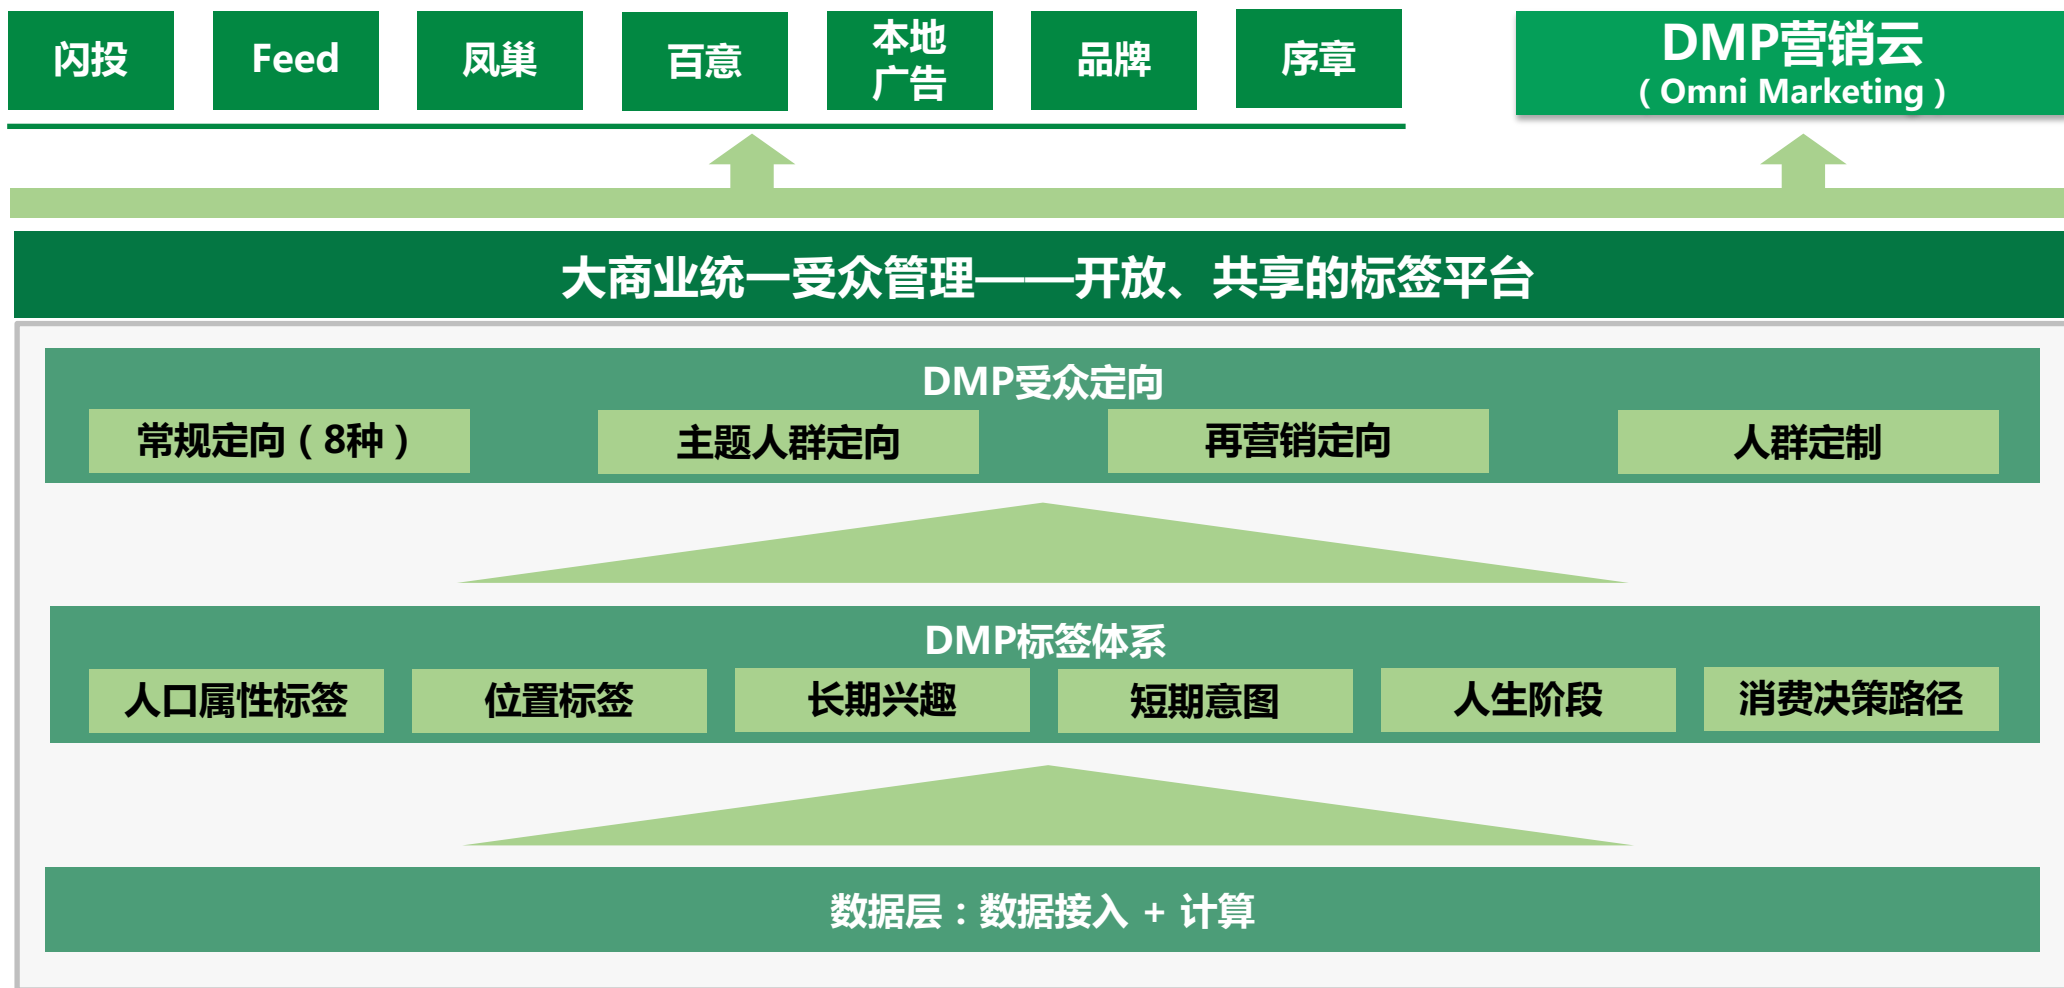 闪投
Feed
凤巢
百意
本地
广告
品牌
序章
DMP营销云
（Omni Marketing）
大商业统一受众管理——开放、共享的标签平台
DMP受众定向
常规定向（8种）
主题人群定向
再营销定向
人群定制
DMP标签体系
人口属性标签
位置标签
长期兴趣
短期意图
人生阶段
消费决策路径
数据层：数据接入 + 计算